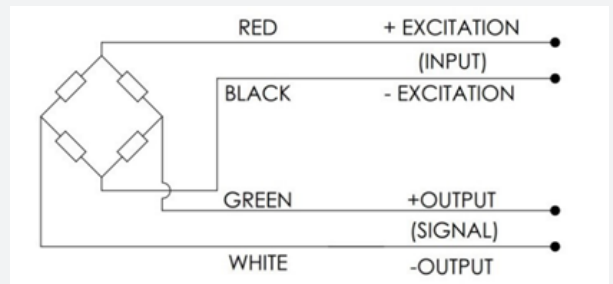 RED + EXCITATION
(INPUT)
BLACK - EXCITATION
GREEN +OUTPUT
(SIGNAL)
WHITE -OUTPUT